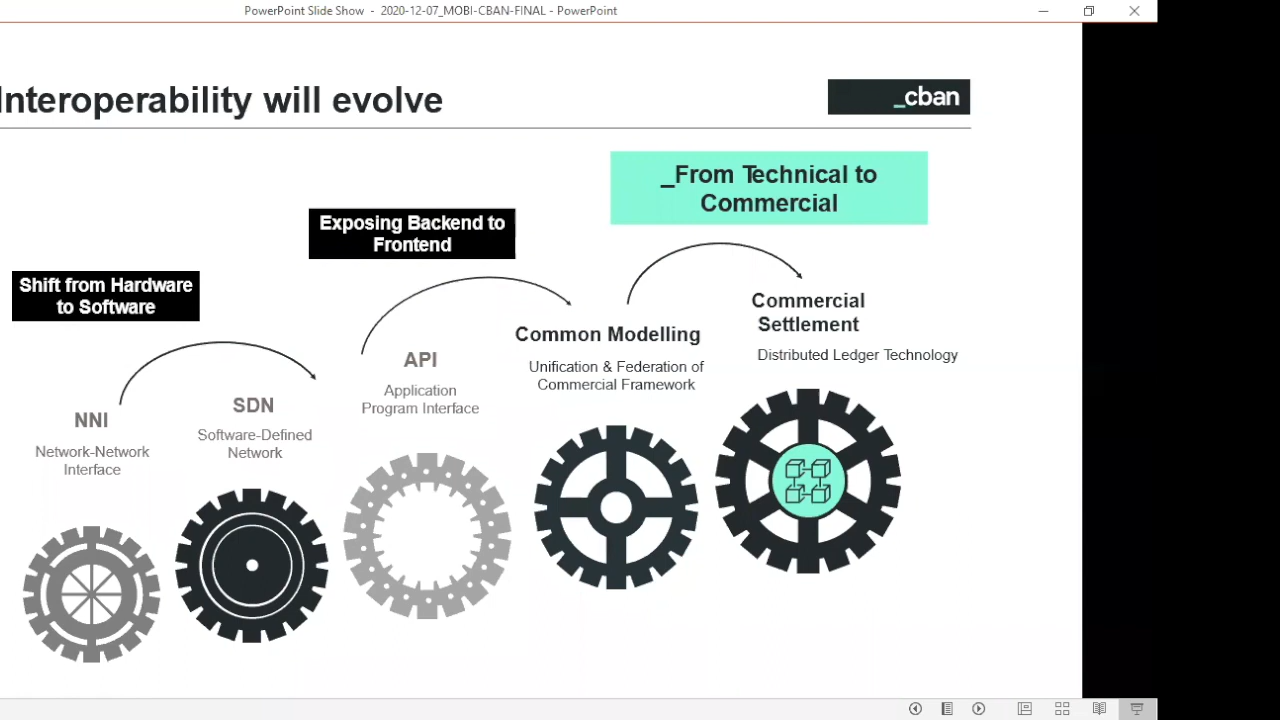 PowerPoint Slide Show - 2020-12-07_MOBI-CBAN-FINAL - PowerPoint
Interoperability will evolve
_cban
_From Technical to
Commercial
Exposing Backend to
Frontend
Shift from Hardware
to Software
Commercial
Settlement
Distributed Ledger Technology
Common Modelling
Unification & Federation of
Commercial Framework
API
Application
Program Interface
SDN
Software-Defined
Network
NNI
Network-Network
Interface